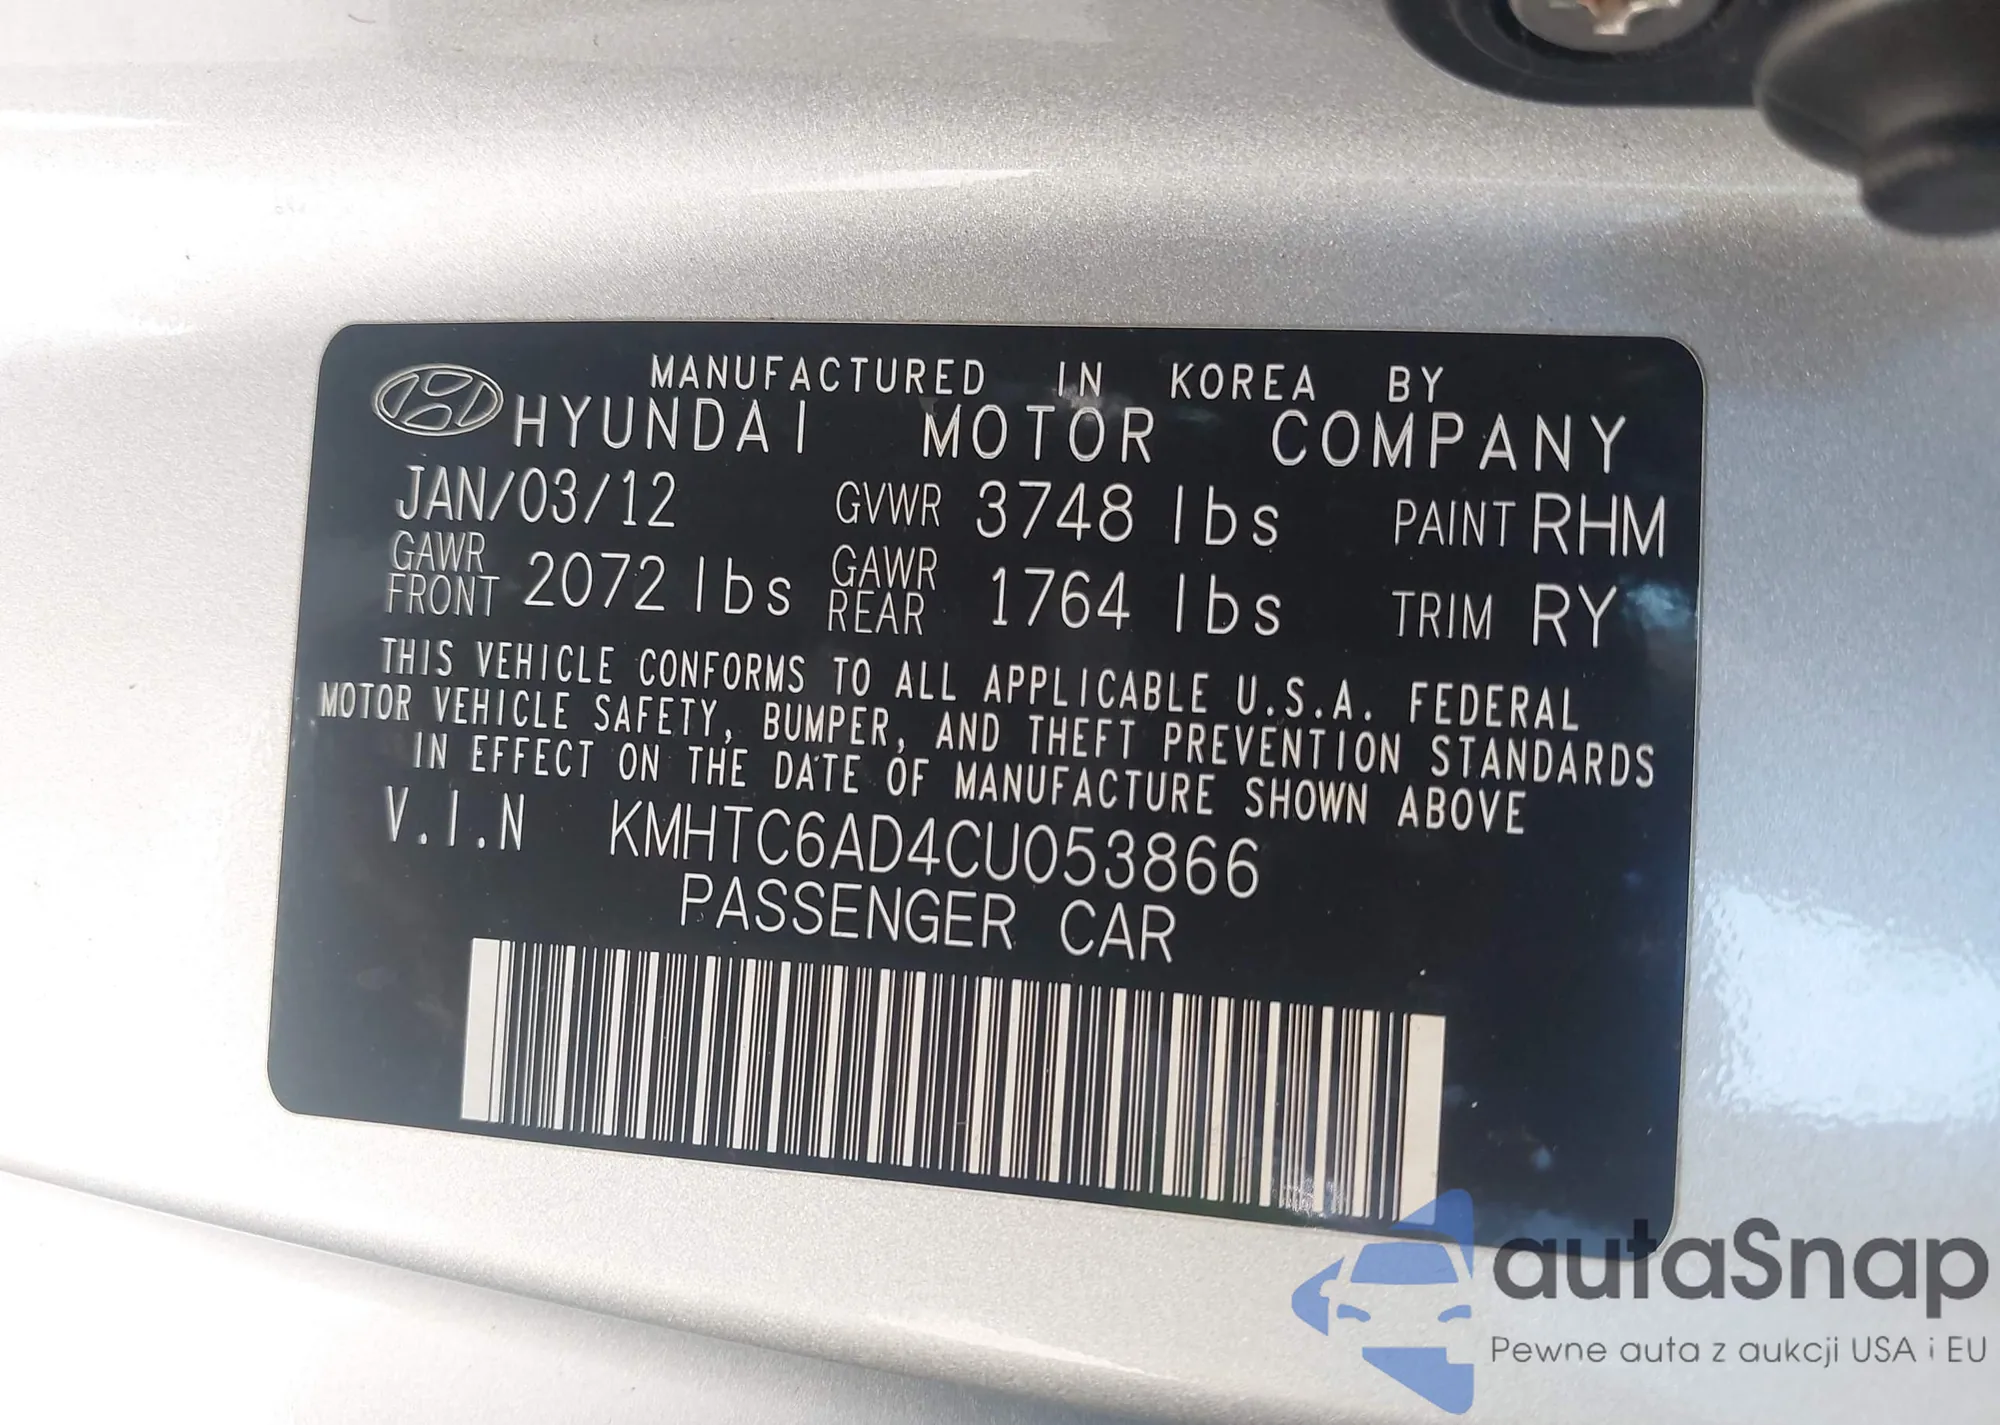 MANUFACTURED IN KOREA BY
HYUNDAI MOTOR COMPANY
JAN/03/12 GVWR 3748 lbs PAINT RHM
GAWR FRONT 2072 lbs GAWR REAR 1764 lbs TRIM RY
THIS VEHICLE CONFORMS TO ALL APPLICABLE U.S.A. FEDERAL
MOTOR VEHICLE SAFETY, BUMPER, AND THEFT PREVENTION STANDARDS
IN EFFECT ON THE DATE OF MANUFACTURE SHOWN ABOVE
V.I.N KMHTC6AD4CU053866
PASSENGER CAR
autaSnap
Pewne auta z aukcji USA i EU